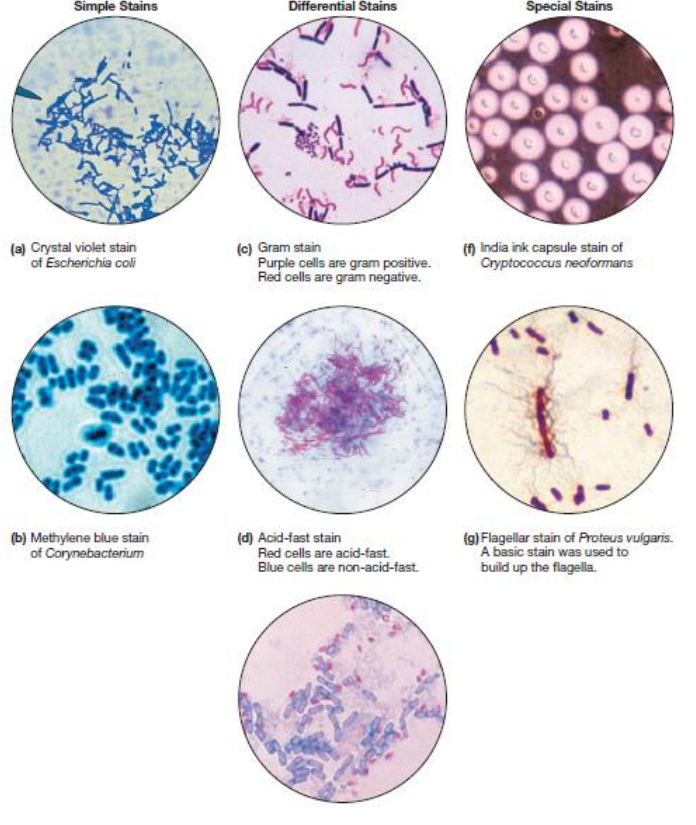 Simple Stains
Differential Stains
Special Stains
(a) Crystal violet stain
of Escherichia coli
(c) Gram stain
Purple cells are gram positive.
Red cells are gram negative.
(f) India ink capsule stain of
Cryptococcus neoformans
(b) Methylene blue stain
of Corynebacterium
(d) Acid-fast stain
Red cells are acid-fast.
Blue cells are non-acid-fast.
(g) Flagellar stain of Proteus vulgaris.
A basic stain was used to
build up the flagella.